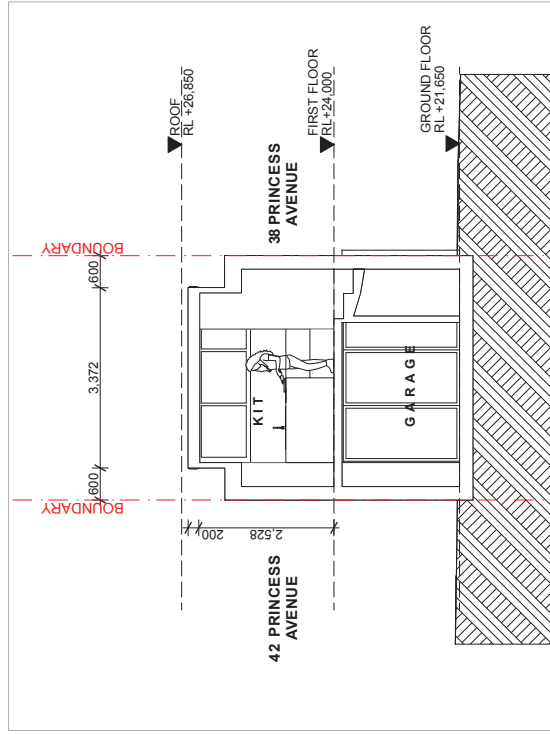 BOUNDARY
BOUNDARY
600
3,372
600
ROOF
RL +26,850
FIRST FLOOR
RL+24,000
GROUND FLOOR
RL +21,650
38 PRINCESS
AVENUE
42 PRINCESS
AVENUE
200
2,528
KIT
GARAGE